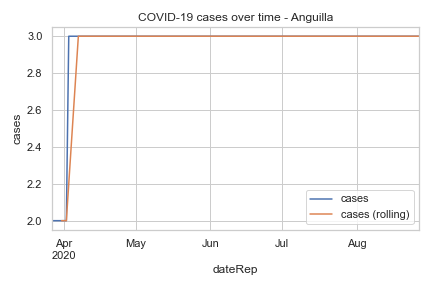 COVID-19 cases over time - Anguilla
cases
3.0
2.8
2.6
2.4
2.2
2.0
Apr
2020
May
Jun
Jul
Aug
dateRep
cases
cases (rolling)